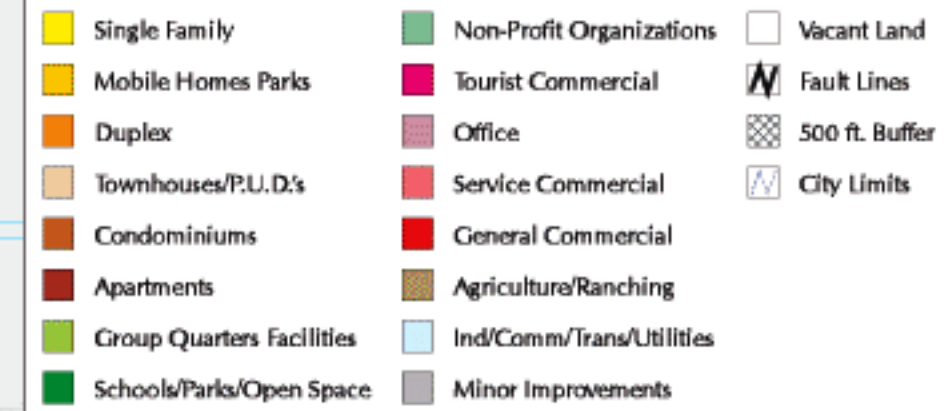 Single Family
Mobile Homes Parks
Duplex
Townhouses/P.U.D.'s
Condominiums
Apartments
Group Quarters Facilities
Schools/Parks/Open Space
Non-Profit Organizations
Tourist Commercial
Office
Service Commercial
General Commercial
Agriculture/Ranching
Ind/Comm/Trans/Utilities
Minor Improvements
Vacant Land
Fault Lines
500 ft. Buffer
City Limits